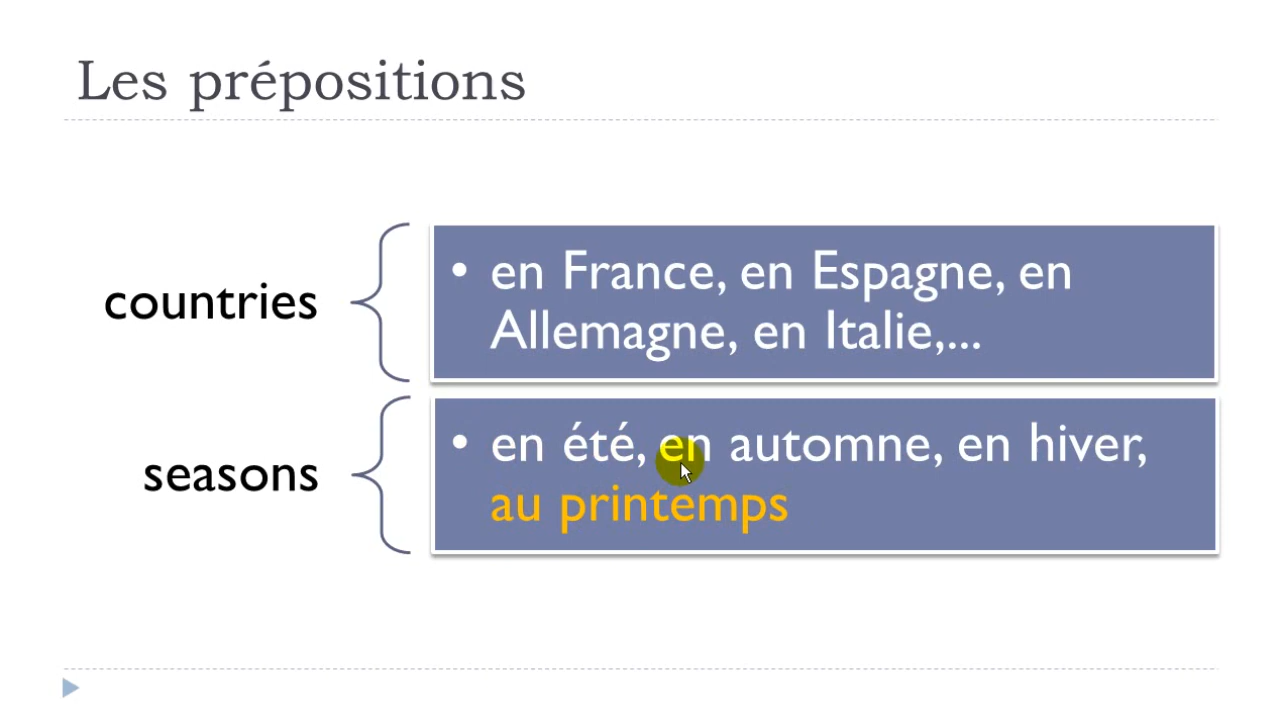 Les prépositions
countries
• en France, en Espagne, en
Allemagne, en Italie,...
seasons
• en été, en automne, en hiver,
au printemps